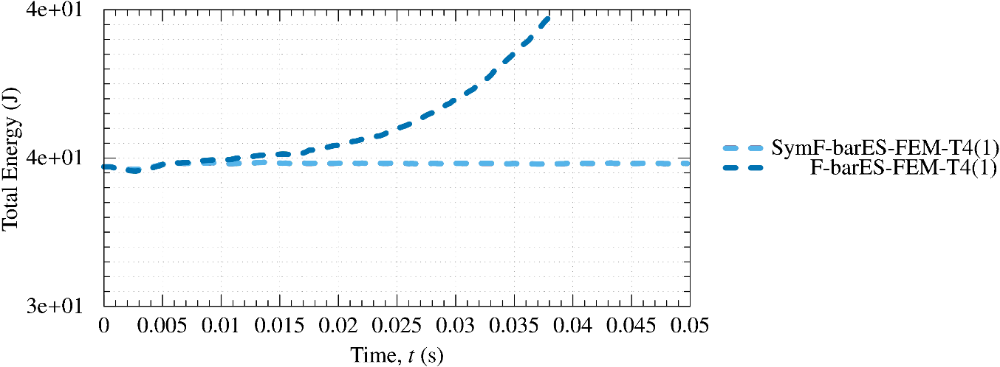 4e+01
4e+01
3e+01
Total Energy (J)
0 0.005 0.01 0.015 0.02 0.025 0.03 0.035 0.04 0.045 0.05
Time, t (s)
SymF-barES-FEM-T4(1)
F-barES-FEM-T4(1)